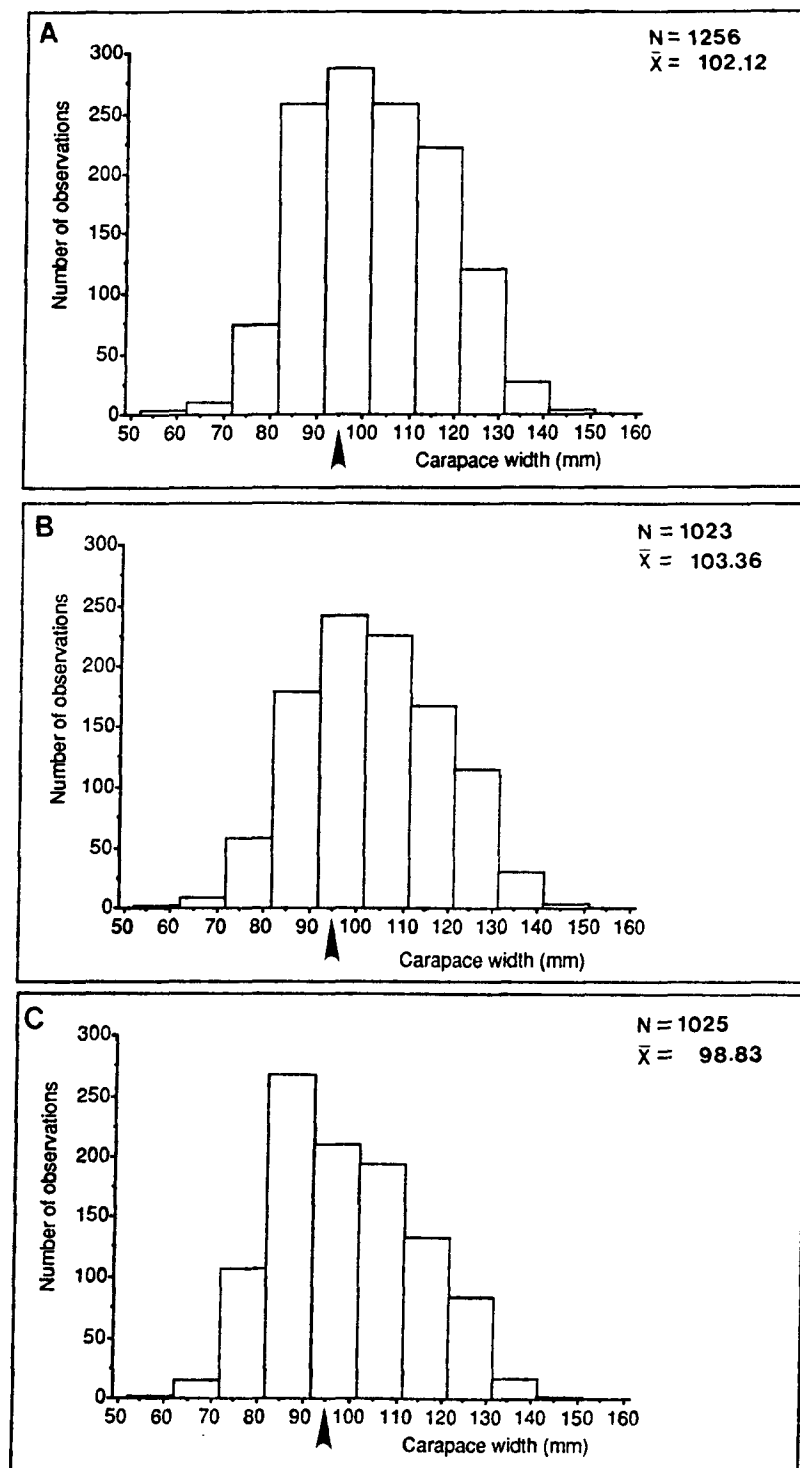 A
N = 1256
X̄ = 102.12
Number of observations
300
250
200
150
100
50
0
50 60 70 80 90 100 110 120 130 140 150 160
Carapace width (mm)
B
N = 1023
X̄ = 103.36
Number of observations
300
250
200
150
100
50
0
50 60 70 80 90 100 110 120 130 140 150 160
Carapace width (mm)
C
N = 1025
X̄ = 98.83
Number of observations
300
250
200
150
100
50
0
50 60 70 80 90 100 110 120 130 140 150 160
Carapace width (mm)